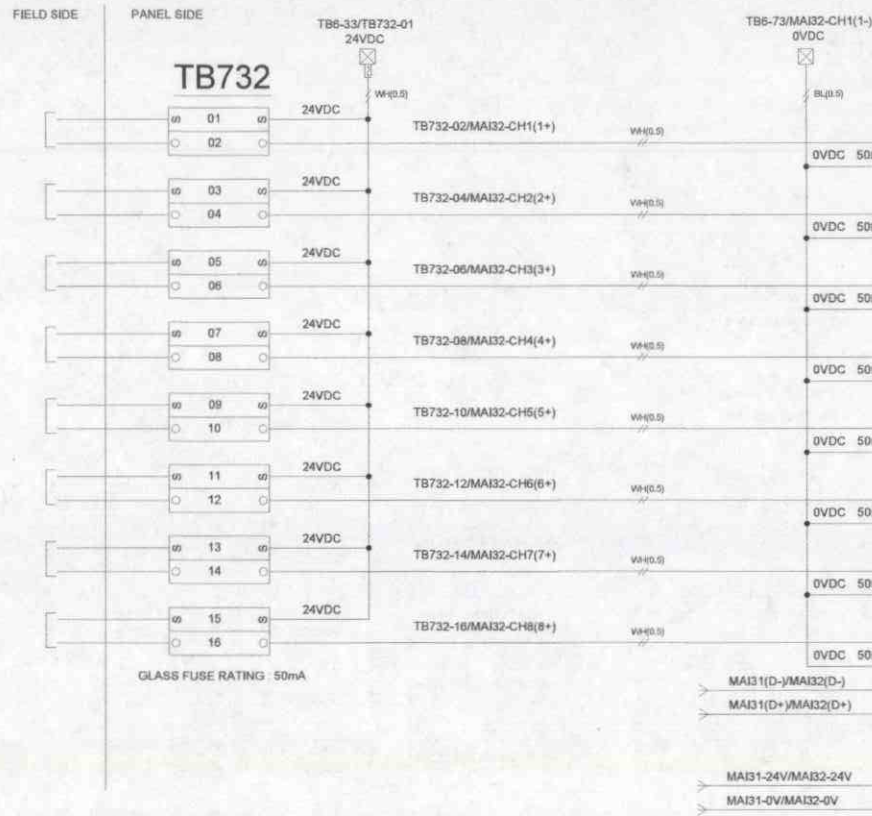 FIELD SIDE PANEL SIDE
TB6-33/TB732-01
24VDC
TB6-73/MAI32-CH1(1-)
0VDC
TB732
WH(0.5)
BL(0.5)
S 01 S 24VDC
02
TB732-02/MAI32-CH1(1+) WH(0.5)
0VDC
S 03 S 24VDC
04
TB732-04/MAI32-CH2(2+) WH(0.5)
0VDC
S 05 S 24VDC
06
TB732-06/MAI32-CH3(3+) WH(0.5)
0VDC
S 07 S 24VDC
08
TB732-08/MAI32-CH4(4+) WH(0.5)
0VDC
S 09 S 24VDC
10
TB732-10/MAI32-CH5(5+) WH(0.5)
0VDC
S 11 S 24VDC
12
TB732-12/MAI32-CH6(6+) WH(0.5)
0VDC
S 13 S 24VDC
14
TB732-14/MAI32-CH7(7+) WH(0.5)
0VDC
S 15 S 24VDC
16
TB732-16/MAI32-CH8(8+) WH(0.5)
0VDC
GLASS FUSE RATING : 50mA
MAI31(D-)/MAI32(D-)
MAI31(D+)/MAI32(D+)
MAI31-24V/MAI32-24V
MAI31-0V/MAI32-0V